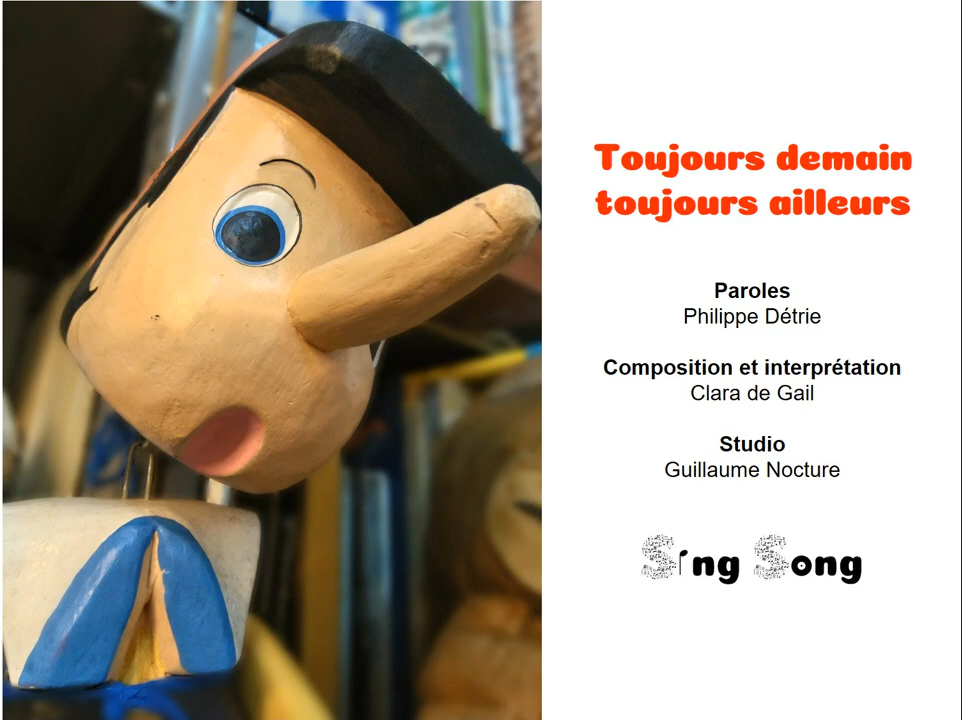 Toujours demain
toujours ailleurs
Paroles
Philippe Détrie
Composition et interprétation
Clara de Gail
Studio
Guillaume Nocture
Sing Song